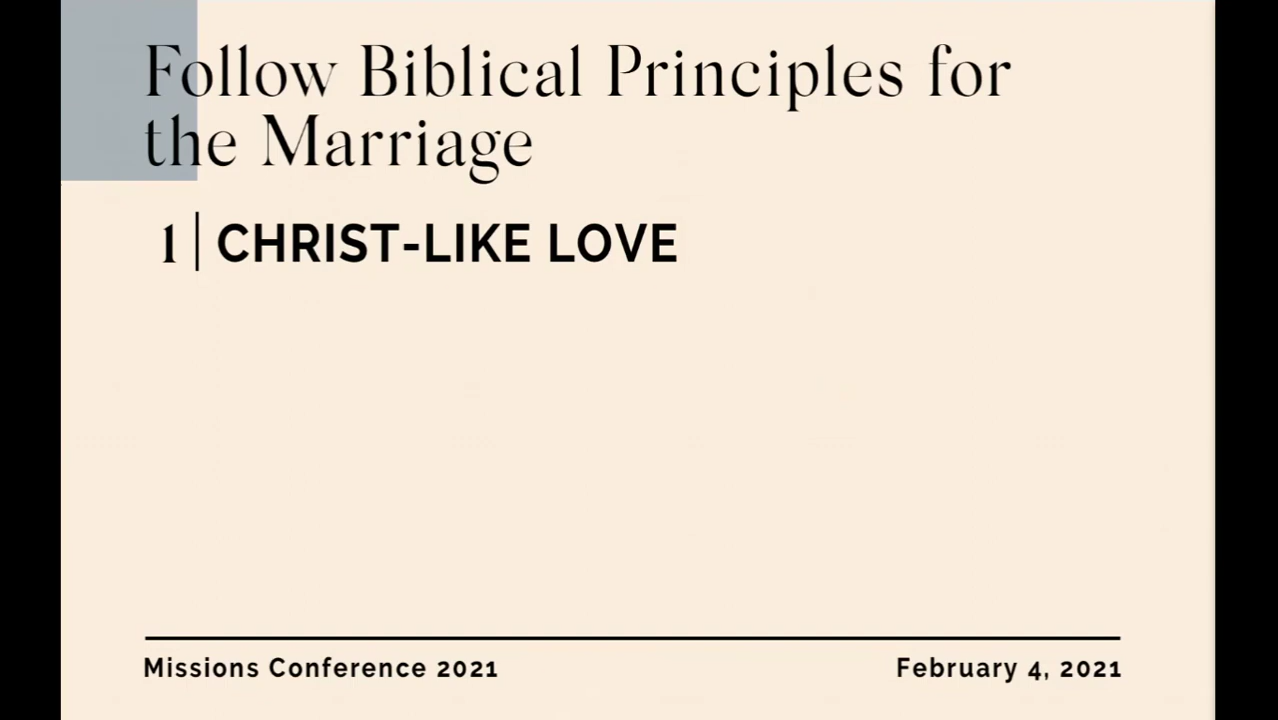 Follow Biblical Principles for
the Marriage
1 | CHRIST-LIKE LOVE
Missions Conference 2021
February 4, 2021